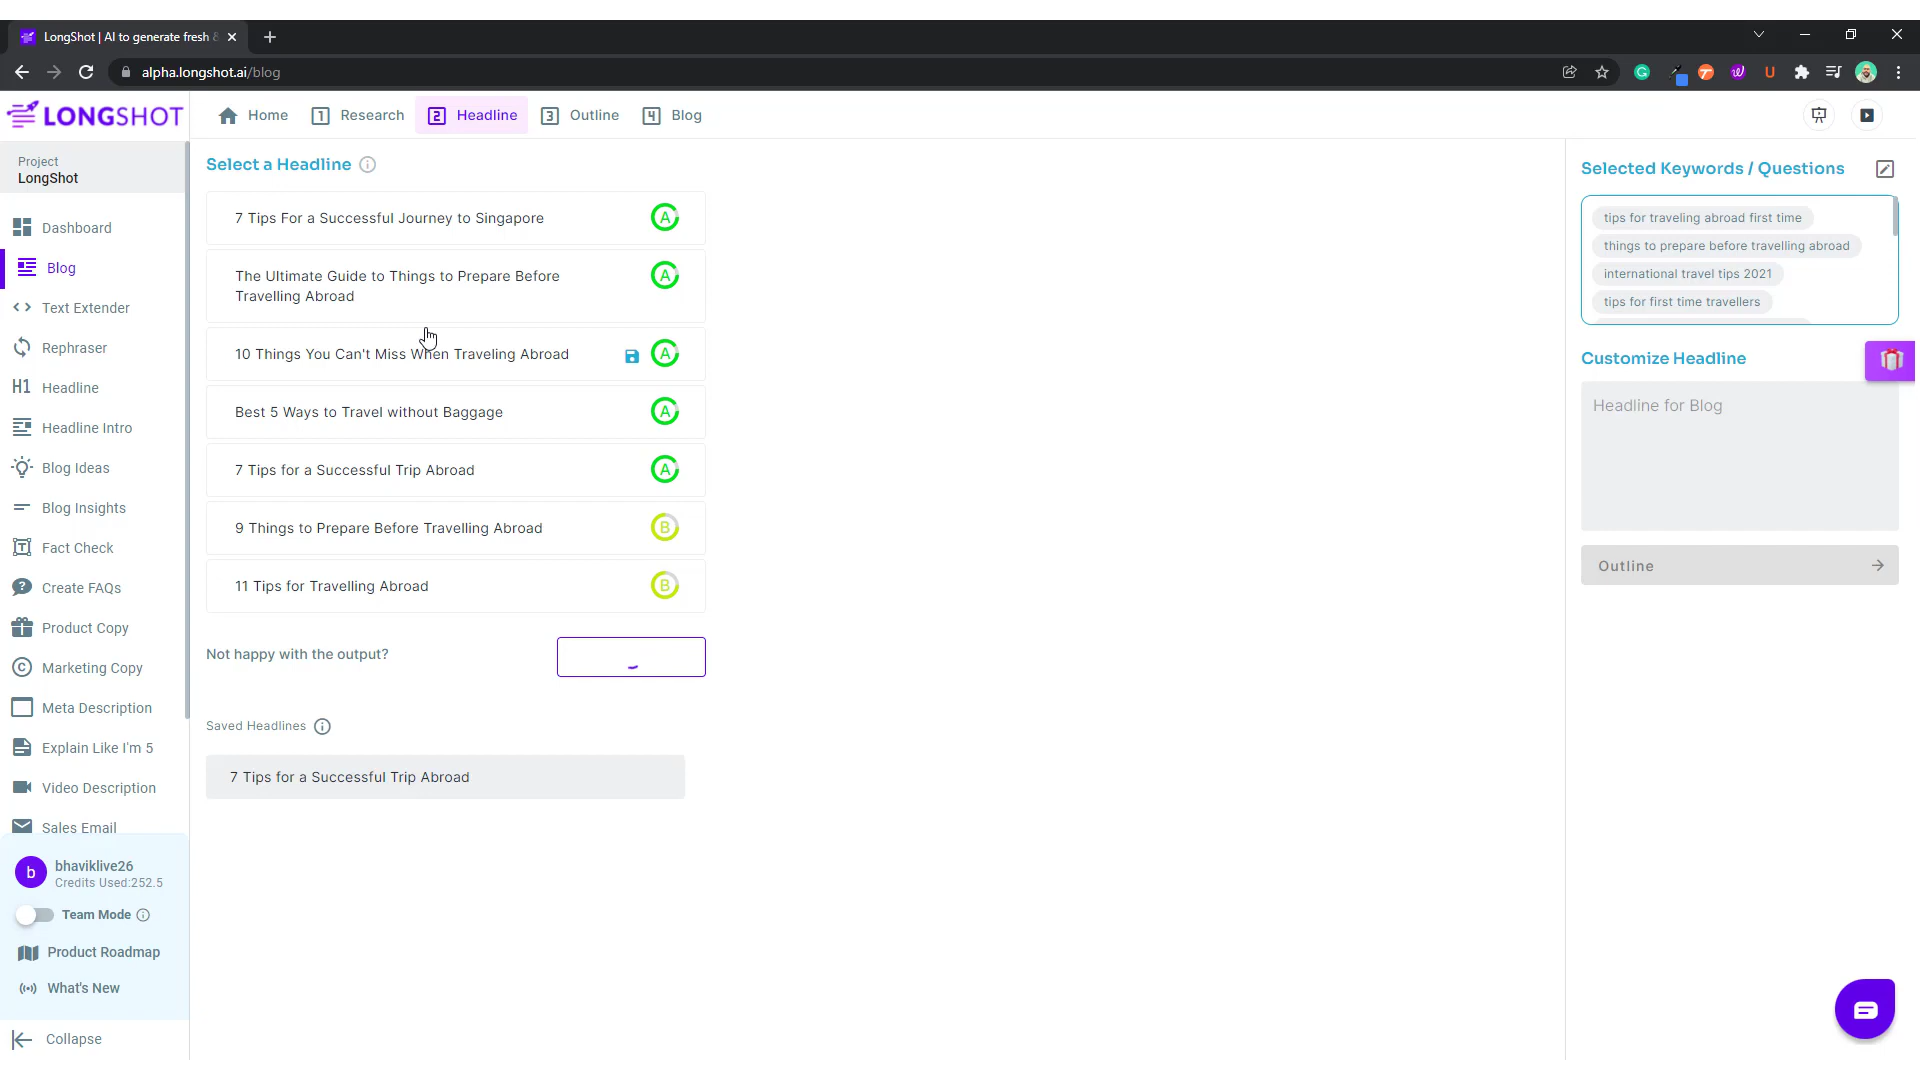 LongShot | AI to generate fresh &
alpha.longshot.ai/blog
LONGSHOT
Home
1 Research
2 Headline
3 Outline
4 Blog
Project
LongShot
Dashboard
Blog
Text Extender
Rephraser
H1 Headline
Headline Intro
Blog Ideas
Blog Insights
Fact Check
Create FAQs
Product Copy
Marketing Copy
Meta Description
Explain Like I'm 5
Video Description
Sales Email
b
bhaviklive26
Credits Used:252.5
Team Mode
Product Roadmap
What's New
Collapse
Select a Headline
7 Tips For a Successful Journey to Singapore
A
The Ultimate Guide to Things to Prepare Before
Travelling Abroad
A
10 Things You Can't Miss When Traveling Abroad
A
Best 5 Ways to Travel without Baggage
A
7 Tips for a Successful Trip Abroad
A
9 Things to Prepare Before Travelling Abroad
B
11 Tips for Travelling Abroad
B
Not happy with the output?
Saved Headlines
7 Tips for a Successful Trip Abroad
Selected Keywords / Questions
tips for traveling abroad first time
things to prepare before travelling abroad
international travel tips 2021
tips for first time travellers
Customize Headline
Headline for Blog
Outline